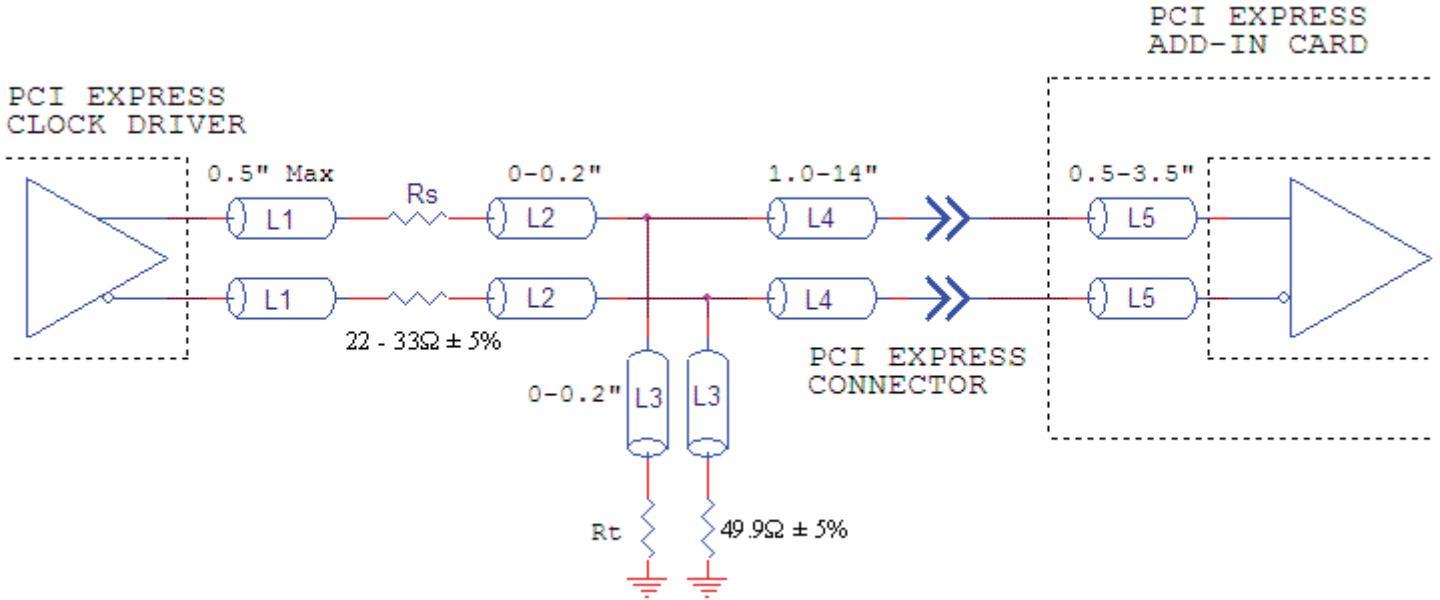 PCI EXPRESS
ADD-IN CARD
PCI EXPRESS
CLOCK DRIVER
0.5" Max
Rs
0-0.2"
1.0-14"
0.5-3.5"
L1
L2
L4
L5
L1
L2
L4
L5
22 - 33Ω ± 5%
PCI EXPRESS
CONNECTOR
0-0.2"
L3
L3
Rt
49.9Ω ± 5%